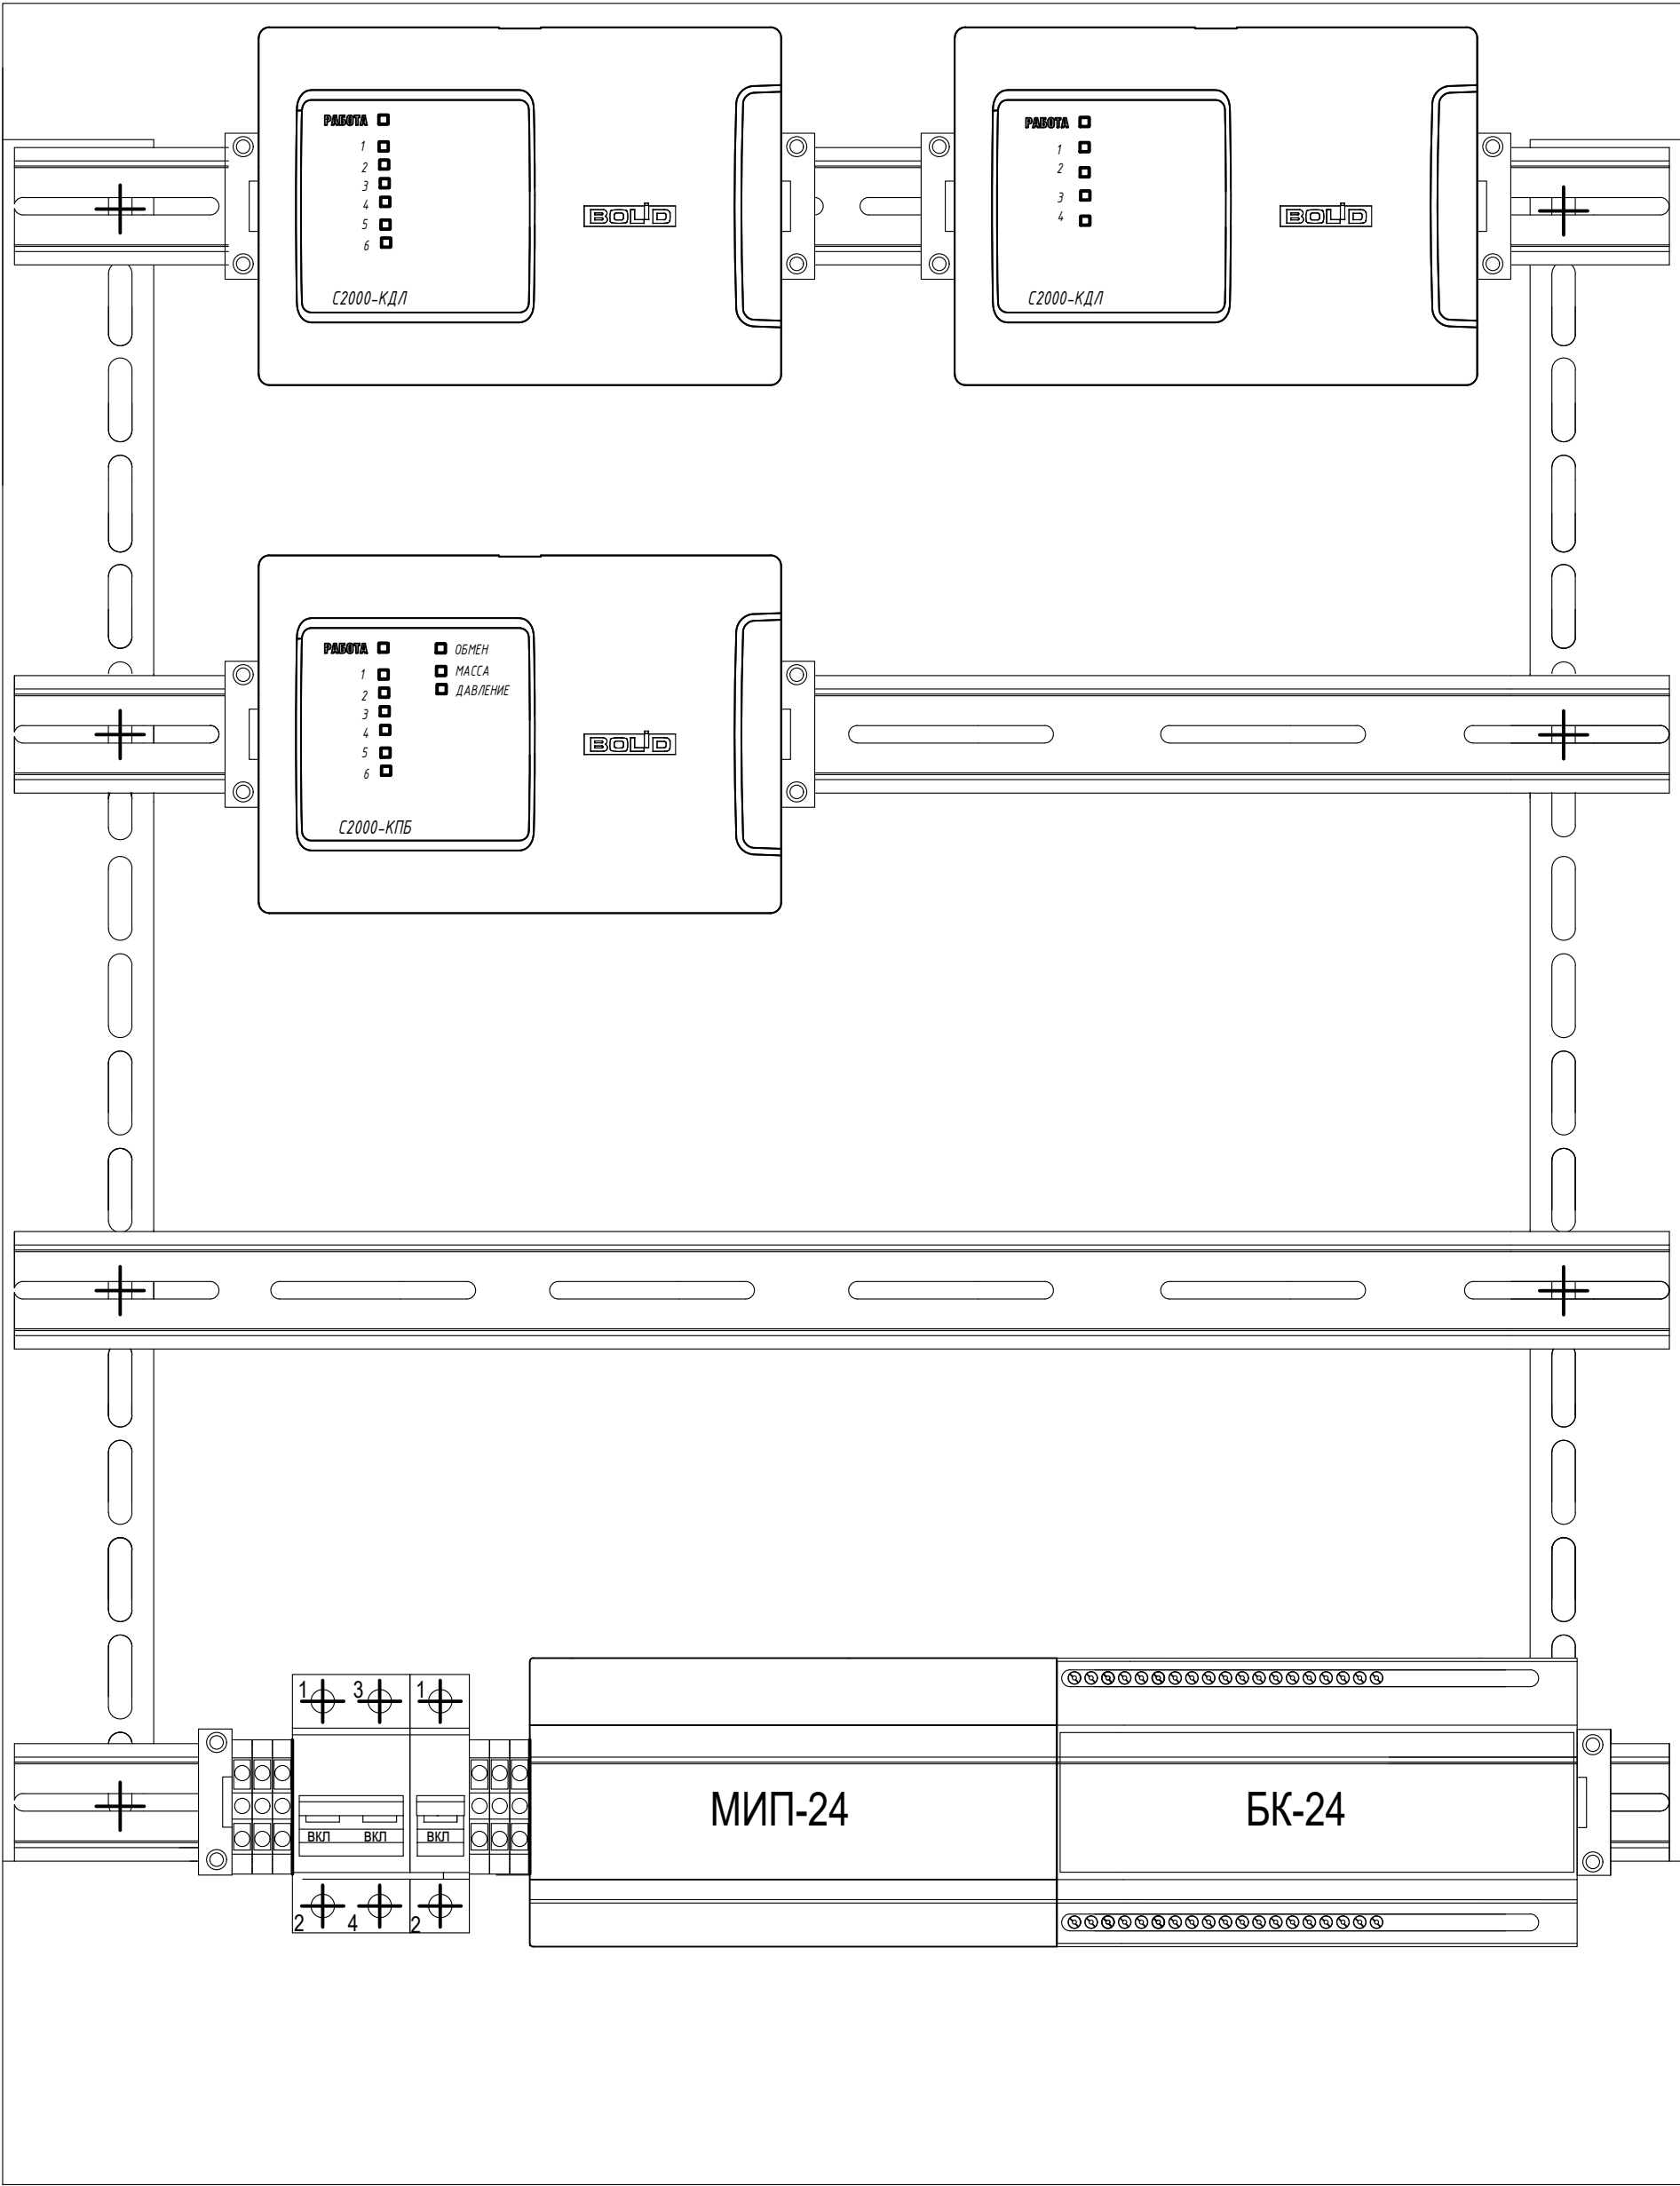 РАБОТА
1
2
3
4
5
6
BOLID
С2000-КДЛ
РАБОТА
1
2
3
4
BOLID
С2000-КДЛ
РАБОТА
ОБМЕН
1
МАССА
2
ДАВЛЕНИЕ
3
4
5
6
BOLID
С2000-КПБ
1 3 1
ВКЛ ВКЛ ВКЛ
2 4 2
МИП-24
БК-24